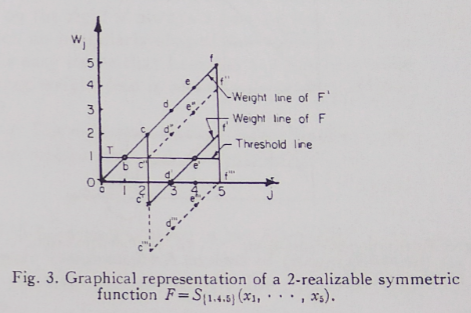 Wj
f
5
f''
4
e
Weight line of F'
3
d
e''
Weight line of F
2
c
d''
f'
Threshold line
1
T
b
c''
e'
0
a
1
2
3
d'
4
5
f'''
J
c'
e'''
d'''
c'''
Fig. 3. Graphical representation of a 2-realizable symmetric
function F=S{1.4.5}(x1, · · · , x5).